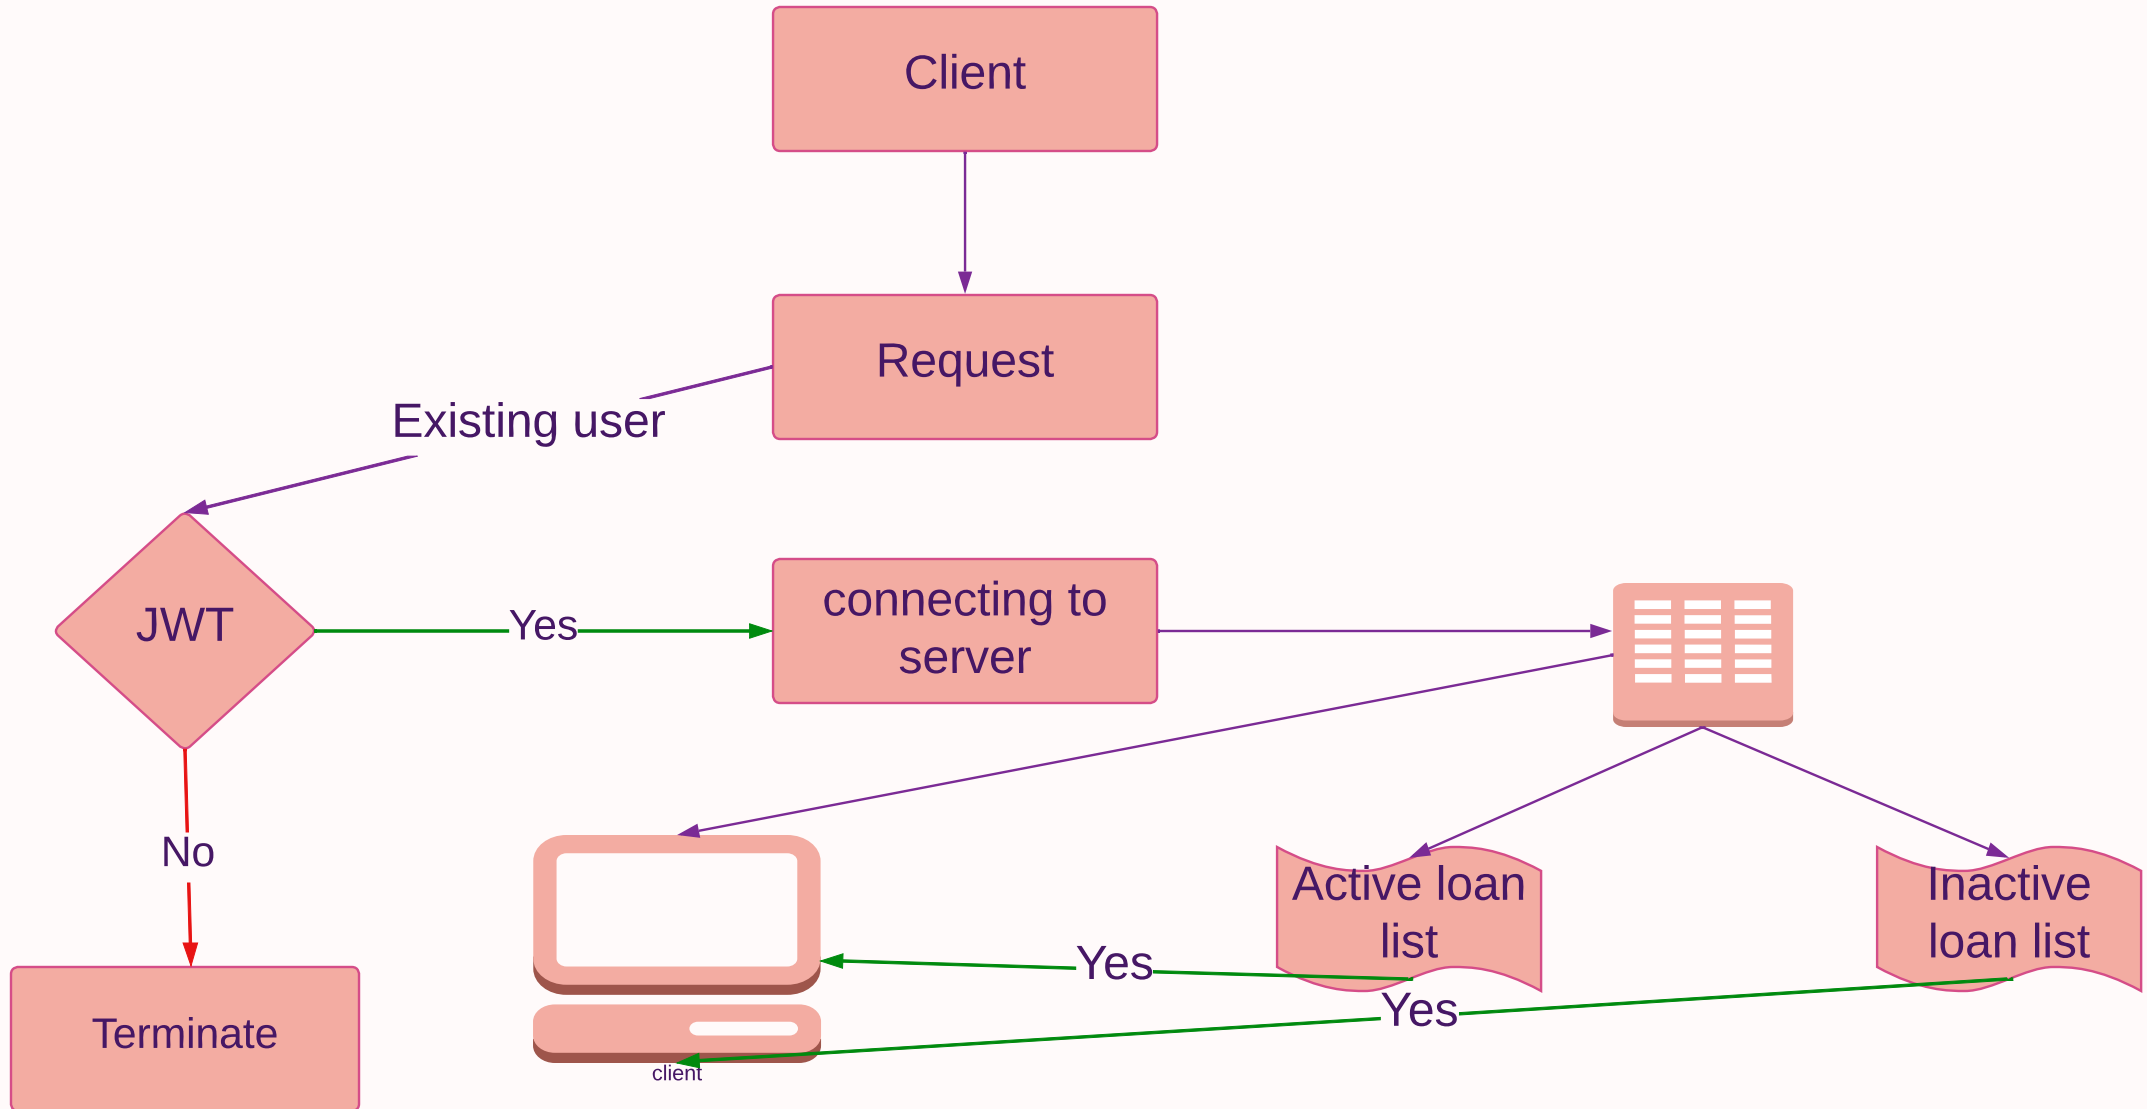 Client
Request
Existing user
JWT
Yes
connecting to
server
No
Active loan
list
Inactive
loan list
Yes
Yes
Terminate
client